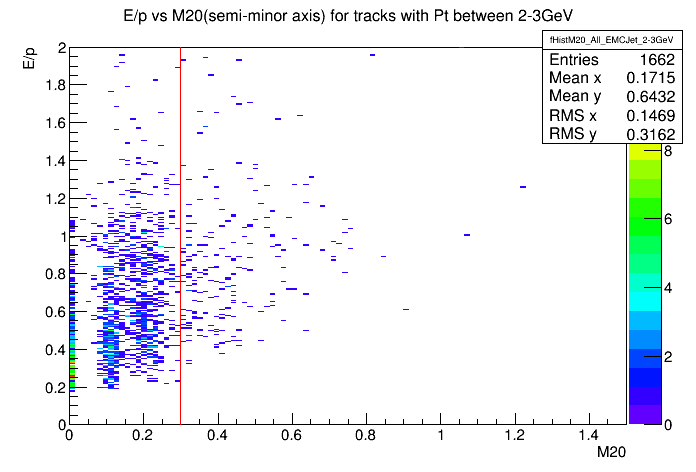 E/p vs M20(semi-minor axis) for tracks with Pt between 2-3GeV
fHistM20_All_EMCJet_2-3GeV
Entries 1662
Mean x 0.1715
Mean y 0.6432
RMS x 0.1469
RMS y 0.3162
E/p
2
1.8
1.6
1.4
1.2
1
0.8
0.6
0.4
0.2
0
8
6
4
2
0
0 0.2 0.4 0.6 0.8 1 1.2 1.4
M20